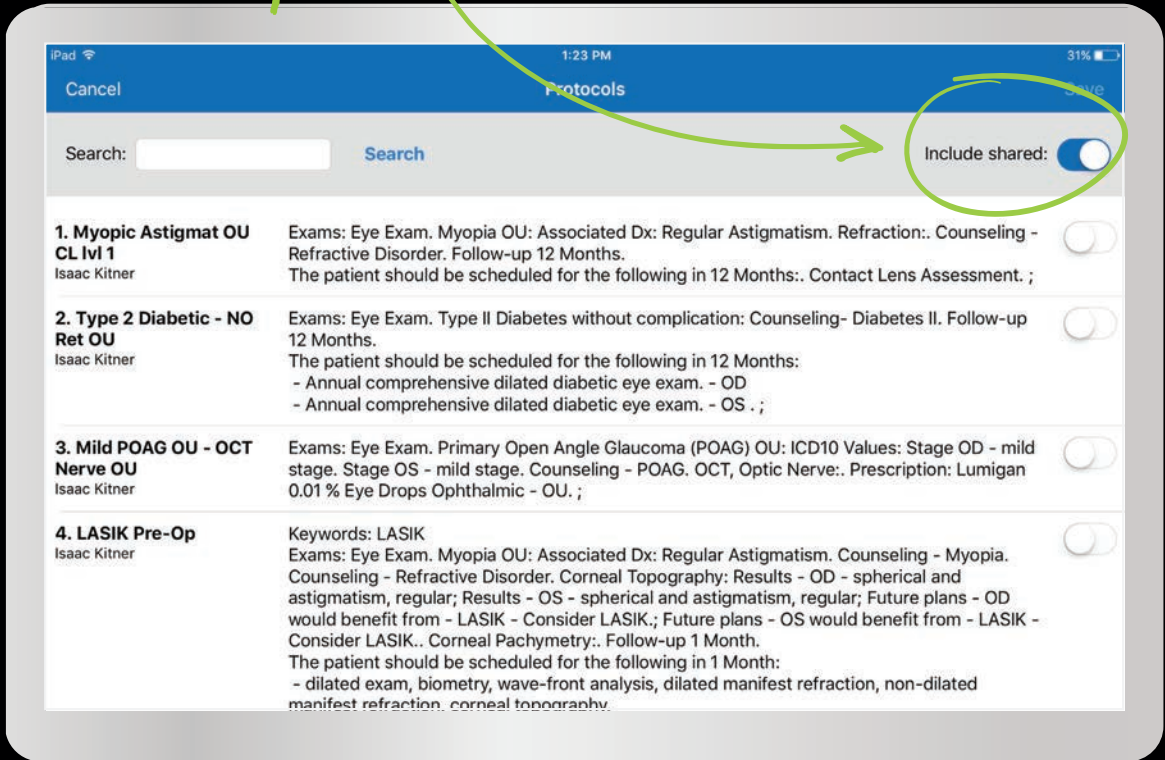 iPad 1:23 PM 31%
Cancel Protocols Save
Search: Search Include shared:
1. Myopic Astigmat OU
CL lvl 1
Isaac Kitner
Exams: Eye Exam. Myopia OU: Associated Dx: Regular Astigmatism. Refraction:. Counseling -
Refractive Disorder. Follow-up 12 Months.
The patient should be scheduled for the following in 12 Months:. Contact Lens Assessment. ;
2. Type 2 Diabetic - NO
Ret OU
Isaac Kitner
Exams: Eye Exam. Type II Diabetes without complication: Counseling- Diabetes II. Follow-up
12 Months.
The patient should be scheduled for the following in 12 Months:
- Annual comprehensive dilated diabetic eye exam. - OD
- Annual comprehensive dilated diabetic eye exam. - OS . ;
3. Mild POAG OU - OCT
Nerve OU
Isaac Kitner
Exams: Eye Exam. Primary Open Angle Glaucoma (POAG) OU: ICD10 Values: Stage OD - mild
stage. Stage OS - mild stage. Counseling - POAG. OCT, Optic Nerve:. Prescription: Lumigan
0.01 % Eye Drops Ophthalmic - OU. ;
4. LASIK Pre-Op
Isaac Kitner
Keywords: LASIK
Exams: Eye Exam. Myopia OU: Associated Dx: Regular Astigmatism. Counseling - Myopia.
Counseling - Refractive Disorder. Corneal Topography: Results - OD - spherical and
astigmatism, regular; Results - OS - spherical and astigmatism, regular; Future plans - OD
would benefit from - LASIK - Consider LASIK.; Future plans - OS would benefit from - LASIK -
Consider LASIK.. Corneal Pachymetry:. Follow-up 1 Month.
The patient should be scheduled for the following in 1 Month:
- dilated exam, biometry, wave-front analysis, dilated manifest refraction, non-dilated
manifest refraction, corneal topography.